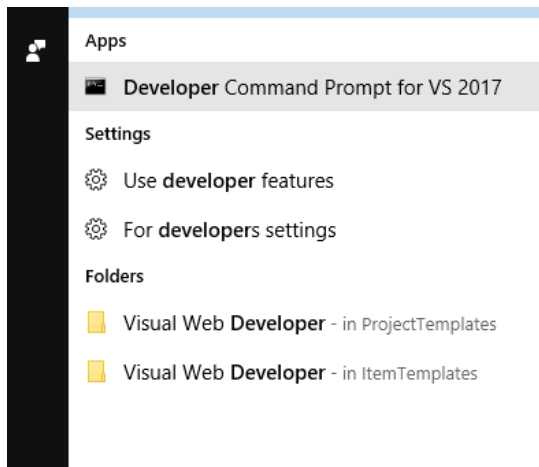 Apps
Developer Command Prompt for VS 2017
Settings
Use developer features
For developers settings
Folders
Visual Web Developer - in ProjectTemplates
Visual Web Developer - in ItemTemplates